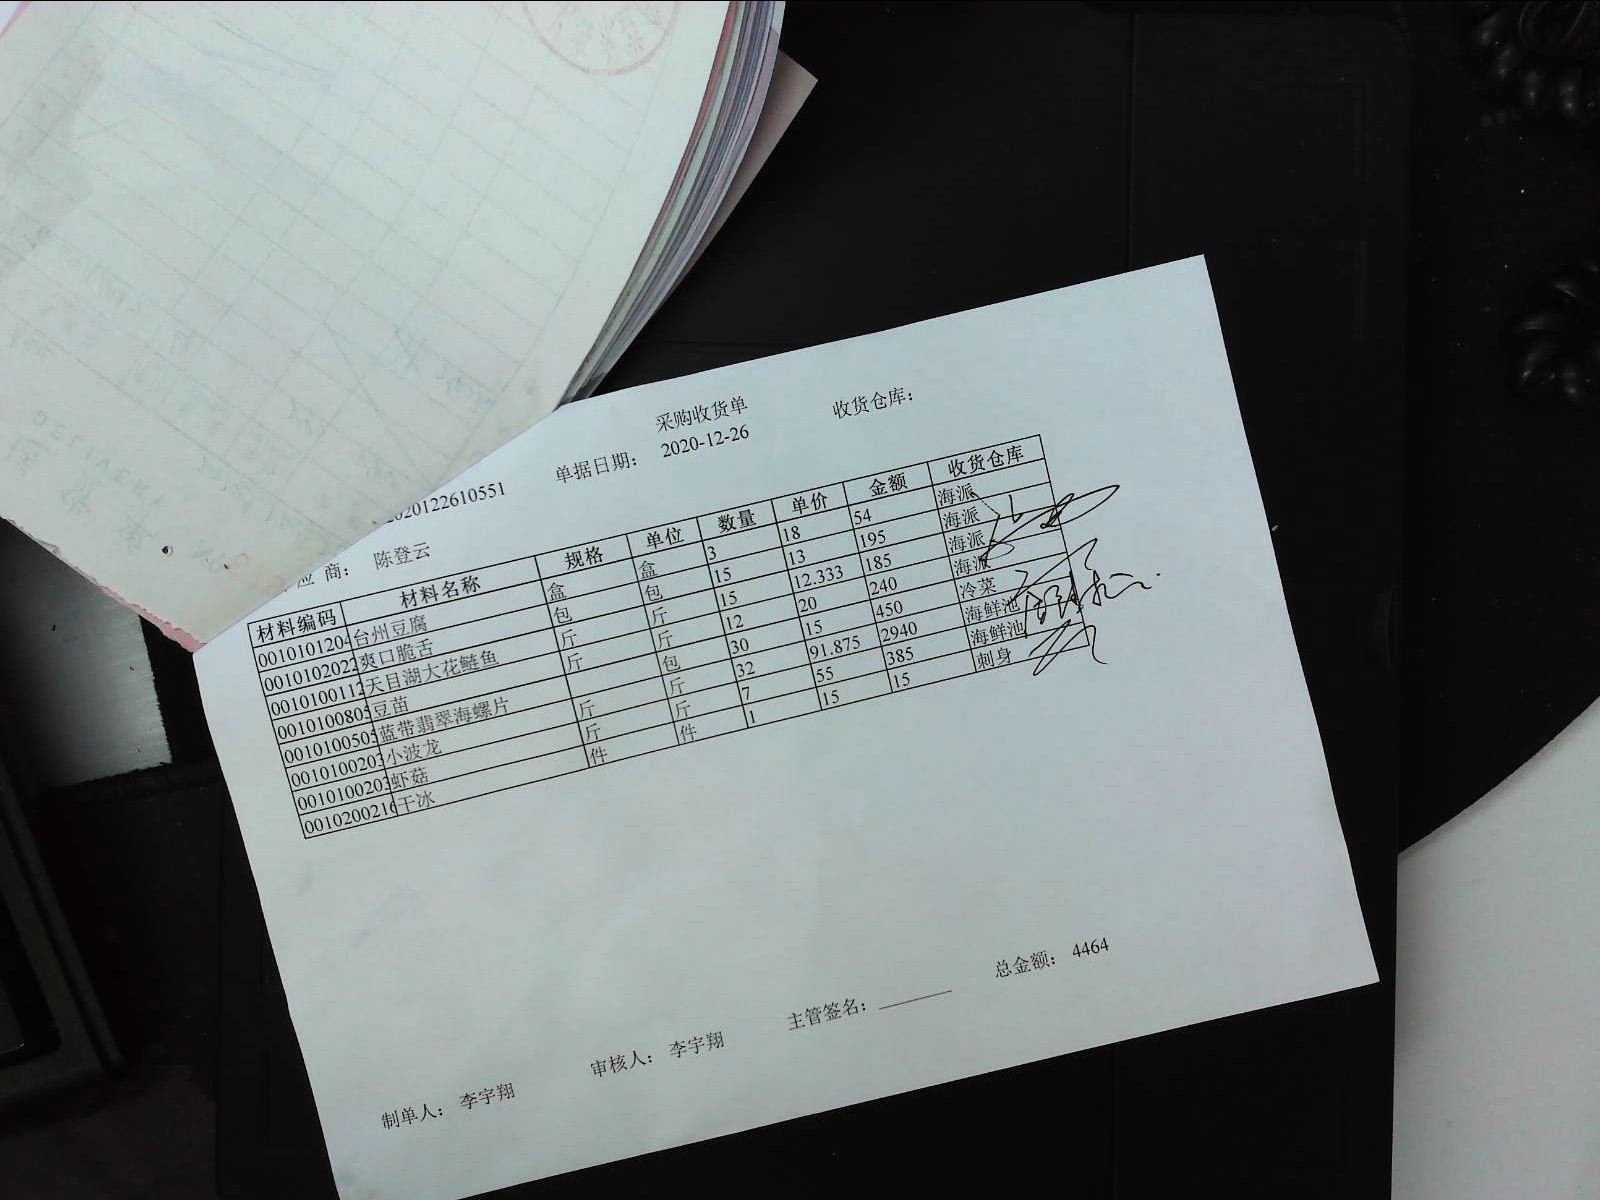 采购收货单 收货仓库：
单据日期： 2020-12-26
2020122610551
应 商： 陈登云
材料编码 材料名称 规格 单位 数量 单价 金额 收货仓库
0010101204 台州豆腐 盒 盒 3 18 54 海派
0010102022 爽口脆舌 包 包 15 13 195 海派
0010100112 天目湖大花鲢鱼 斤 斤 15 12.333 185 海派
0010100805 豆苗 斤 斤 12 20 240 海派
0010100505 蓝带翡翠海螺片 包 30 15 450 冷菜
0010100203 小波龙 斤 斤 32 91.875 2940 海鲜池
0010100203 虾菇 斤 斤 7 55 385 海鲜池
0010200216 干冰 件 件 1 15 15 刺身
总金额： 4464
制单人： 李宇翔 审核人： 李宇翔 主管签名：
DELIVERY